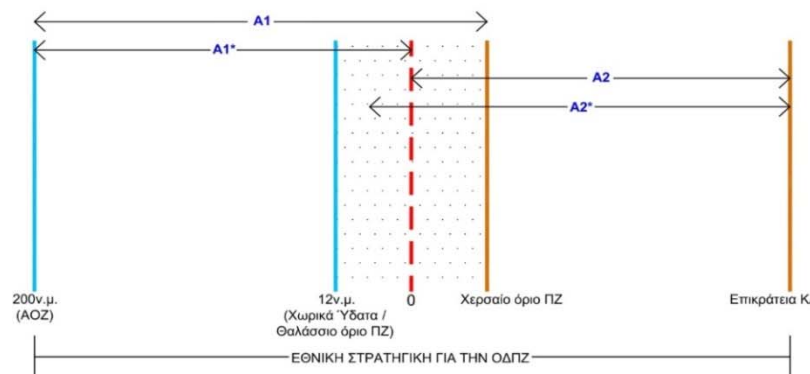 A1
A1*
A2
A2*
200ν.μ.
(ΑΟΖ)
12ν.μ.
(Χωρικά Ύδατα /
Θαλάσσιο όριο ΠΖ)
0
Χερσαίο όριο ΠΖ
Επικράτεια Κ
ΕΘΝΙΚΗ ΣΤΡΑΤΗΓΙΚΗ ΓΙΑ ΤΗΝ ΟΔΠΖ